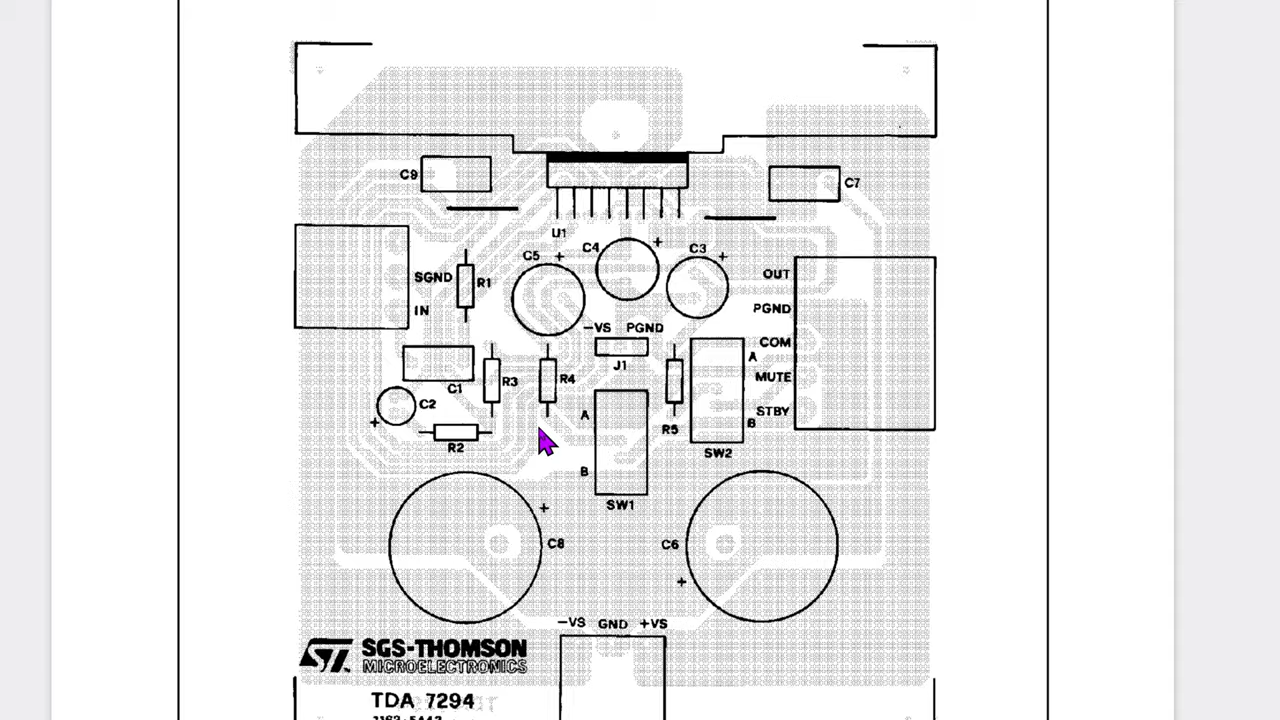 C9
C7
U1
C4
+
C3
C5
+
+
OUT
SGND
R1
PGND
IN
−VS PGND
COM
A
J1
MUTE
C1
R3
R4
C2
A
STBY
+
R5
B
R2
SW2
B
SW1
+
C8
C6
+
−VS GND +VS
SGS-THOMSON
MICROELECTRONICS
TDA 7294